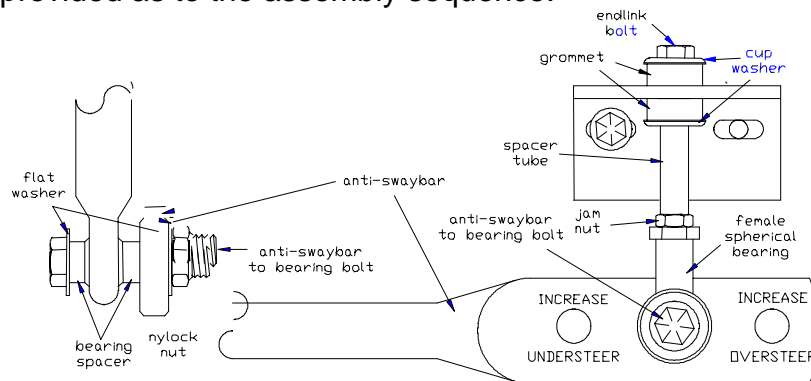 provided as to the assembly sequence.
endlink
bolt
grommet
cup
washer
spacer
tube
flat
washer
anti-swaybar
anti-swaybar
to bearing bolt
jam
nut
female
spherical
bearing
anti-swaybar
to bearing bolt
bearing
spacer
nylock
nut
INCREASE
UNDERSTEER
INCREASE
OVERSTEER